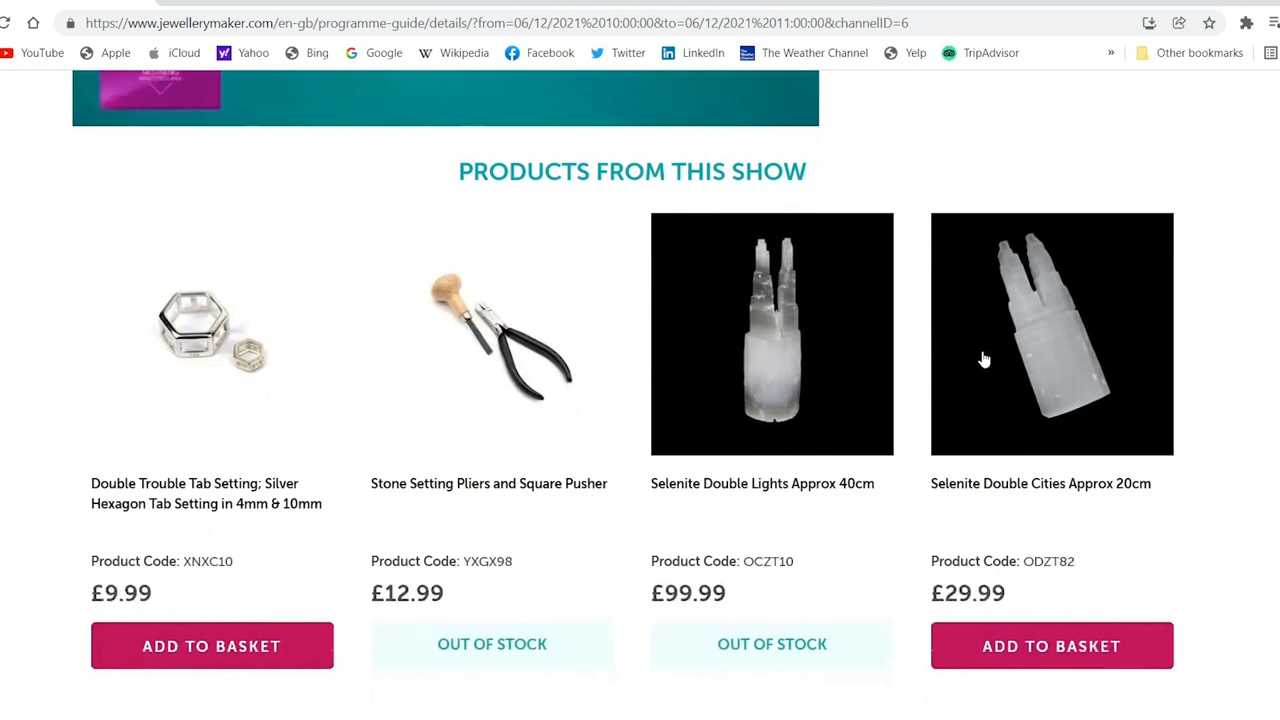 https://www.jewellerymaker.com/en-gb/programme-guide/details/?from=06/12/2021%2010:00:00&to=06/12/2021%2011:00:00&channelID=6
YouTube Apple iCloud Yahoo Bing Google Wikipedia Facebook Twitter LinkedIn The Weather Channel Yelp TripAdvisor » Other bookmarks
PRODUCTS FROM THIS SHOW
Double Trouble Tab Setting; Silver
Hexagon Tab Setting in 4mm & 10mm
Product Code: XNXC10
£9.99
ADD TO BASKET
Stone Setting Pliers and Square Pusher
Product Code: YXGX98
£12.99
OUT OF STOCK
Selenite Double Lights Approx 40cm
Product Code: OCZT10
£99.99
OUT OF STOCK
Selenite Double Cities Approx 20cm
Product Code: ODZT82
£29.99
ADD TO BASKET